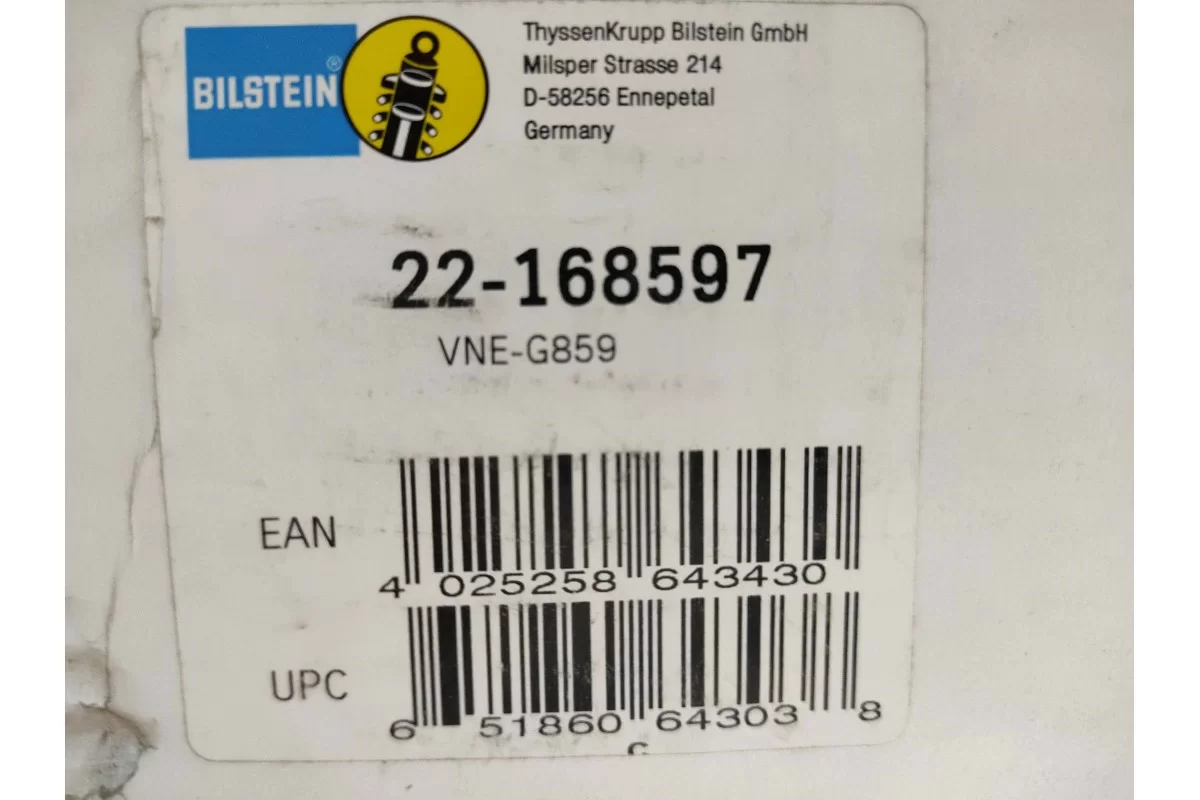 BILSTEIN®
ThyssenKrupp Bilstein GmbH
Milsper Strasse 214
D-58256 Ennepetal
Germany
22-168597
VNE-G859
EAN
4 025258 643430
UPC
6 51860 64303 8